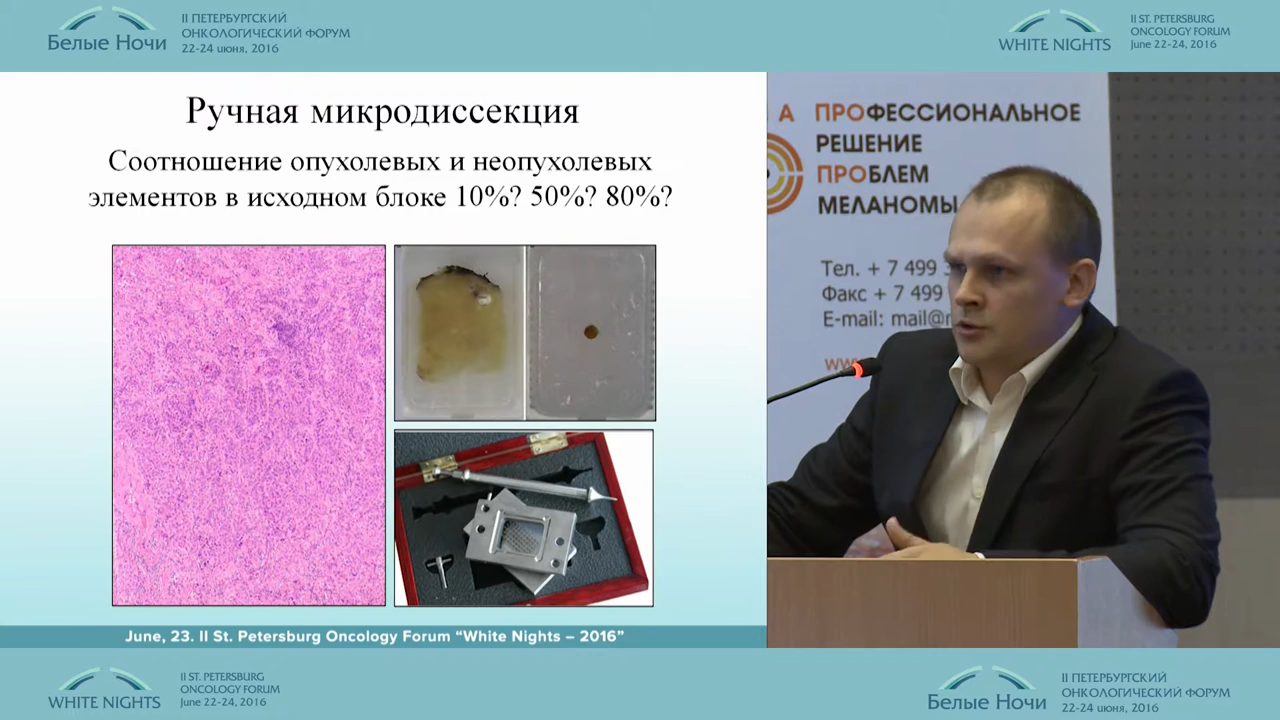 Белые Ночи
II ПЕТЕРБУРГСКИЙ
ОНКОЛОГИЧЕСКИЙ ФОРУМ
22-24 июня, 2016
WHITE NIGHTS
II ST. PETERSBURG
ONCOLOGY FORUM
June 22-24, 2016
Ручная микродиссекция
Соотношение опухолевых и неопухолевых
элементов в исходном блоке 10%? 50%? 80%?
А ПРОФЕССИОНАЛЬНОЕ
РЕШЕНИЕ
ПРОБЛЕМ
МЕЛАНОМЫ
Тел. + 7 499
Факс + 7 499
E-mail:
June, 23. II St. Petersburg Oncology Forum “White Nights – 2016”
WHITE NIGHTS
II ST. PETERSBURG
ONCOLOGY FORUM
June 22-24, 2016
Белые Ночи
II ПЕТЕРБУРГСКИЙ
ОНКОЛОГИЧЕСКИЙ ФОРУМ
22-24 июня, 2016